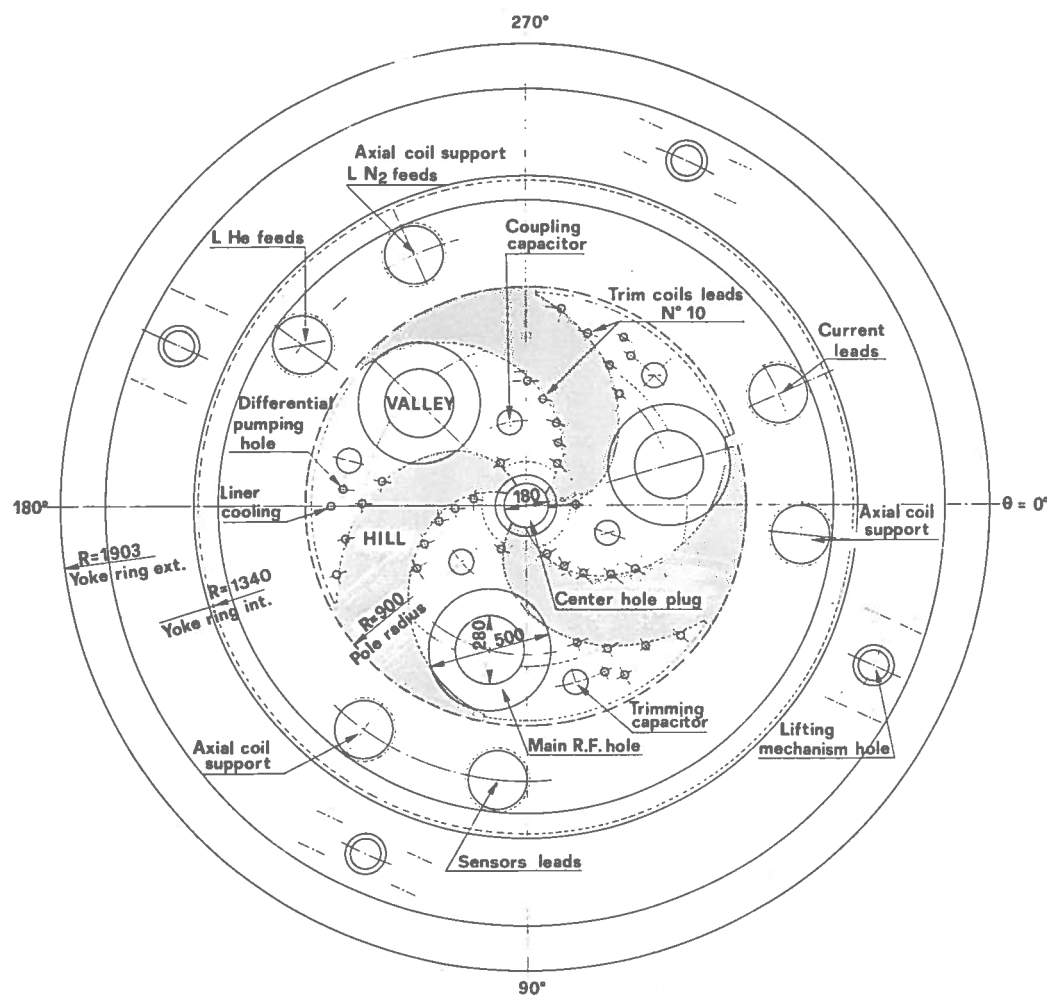 270°
Axial coil support
L N2 feeds
L He feeds
Coupling
capacitor
Trim coils leads
N° 10
Current
leads
VALLEY
Differential
pumping
hole
Liner
cooling
180
180°
θ = 0°
HILL
Axial coil
support
R=1903
Yoke ring ext.
R=1340
Yoke ring int.
R=900
Pole radius
Center hole plug
280
500
Trimming
capacitor
Main R.F. hole
Lifting
mechanism hole
Axial coil
support
Sensors leads
90°